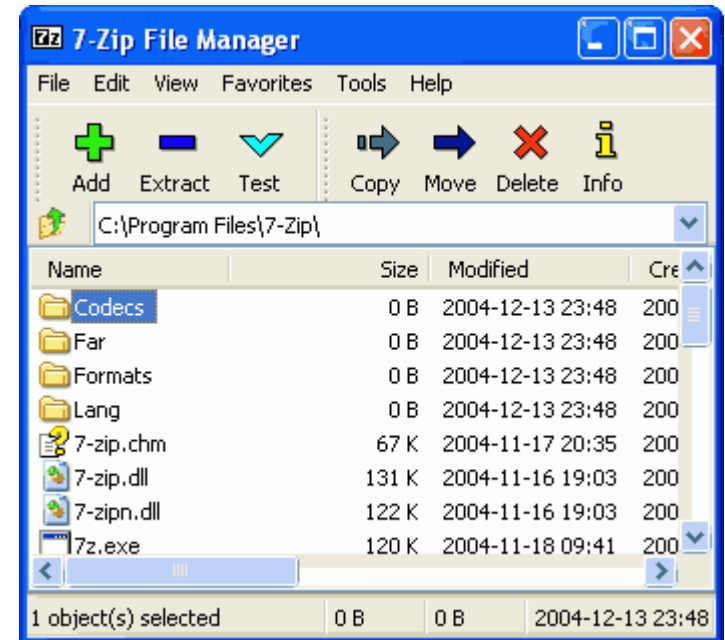 7z 7-Zip File Manager
File Edit View Favorites Tools Help
Add Extract Test Copy Move Delete Info
C:\Program Files\7-Zip\
Name Size Modified Cre
Codecs 0 B 2004-12-13 23:48 200
Far 0 B 2004-12-13 23:48 200
Formats 0 B 2004-12-13 23:48 200
Lang 0 B 2004-12-13 23:48 200
7-zip.chm 67 K 2004-11-17 20:35 200
7-zip.dll 131 K 2004-11-16 19:03 200
7-zipn.dll 122 K 2004-11-16 19:03 200
7z.exe 120 K 2004-11-18 09:41 200
1 object(s) selected 0 B 0 B 2004-12-13 23:48